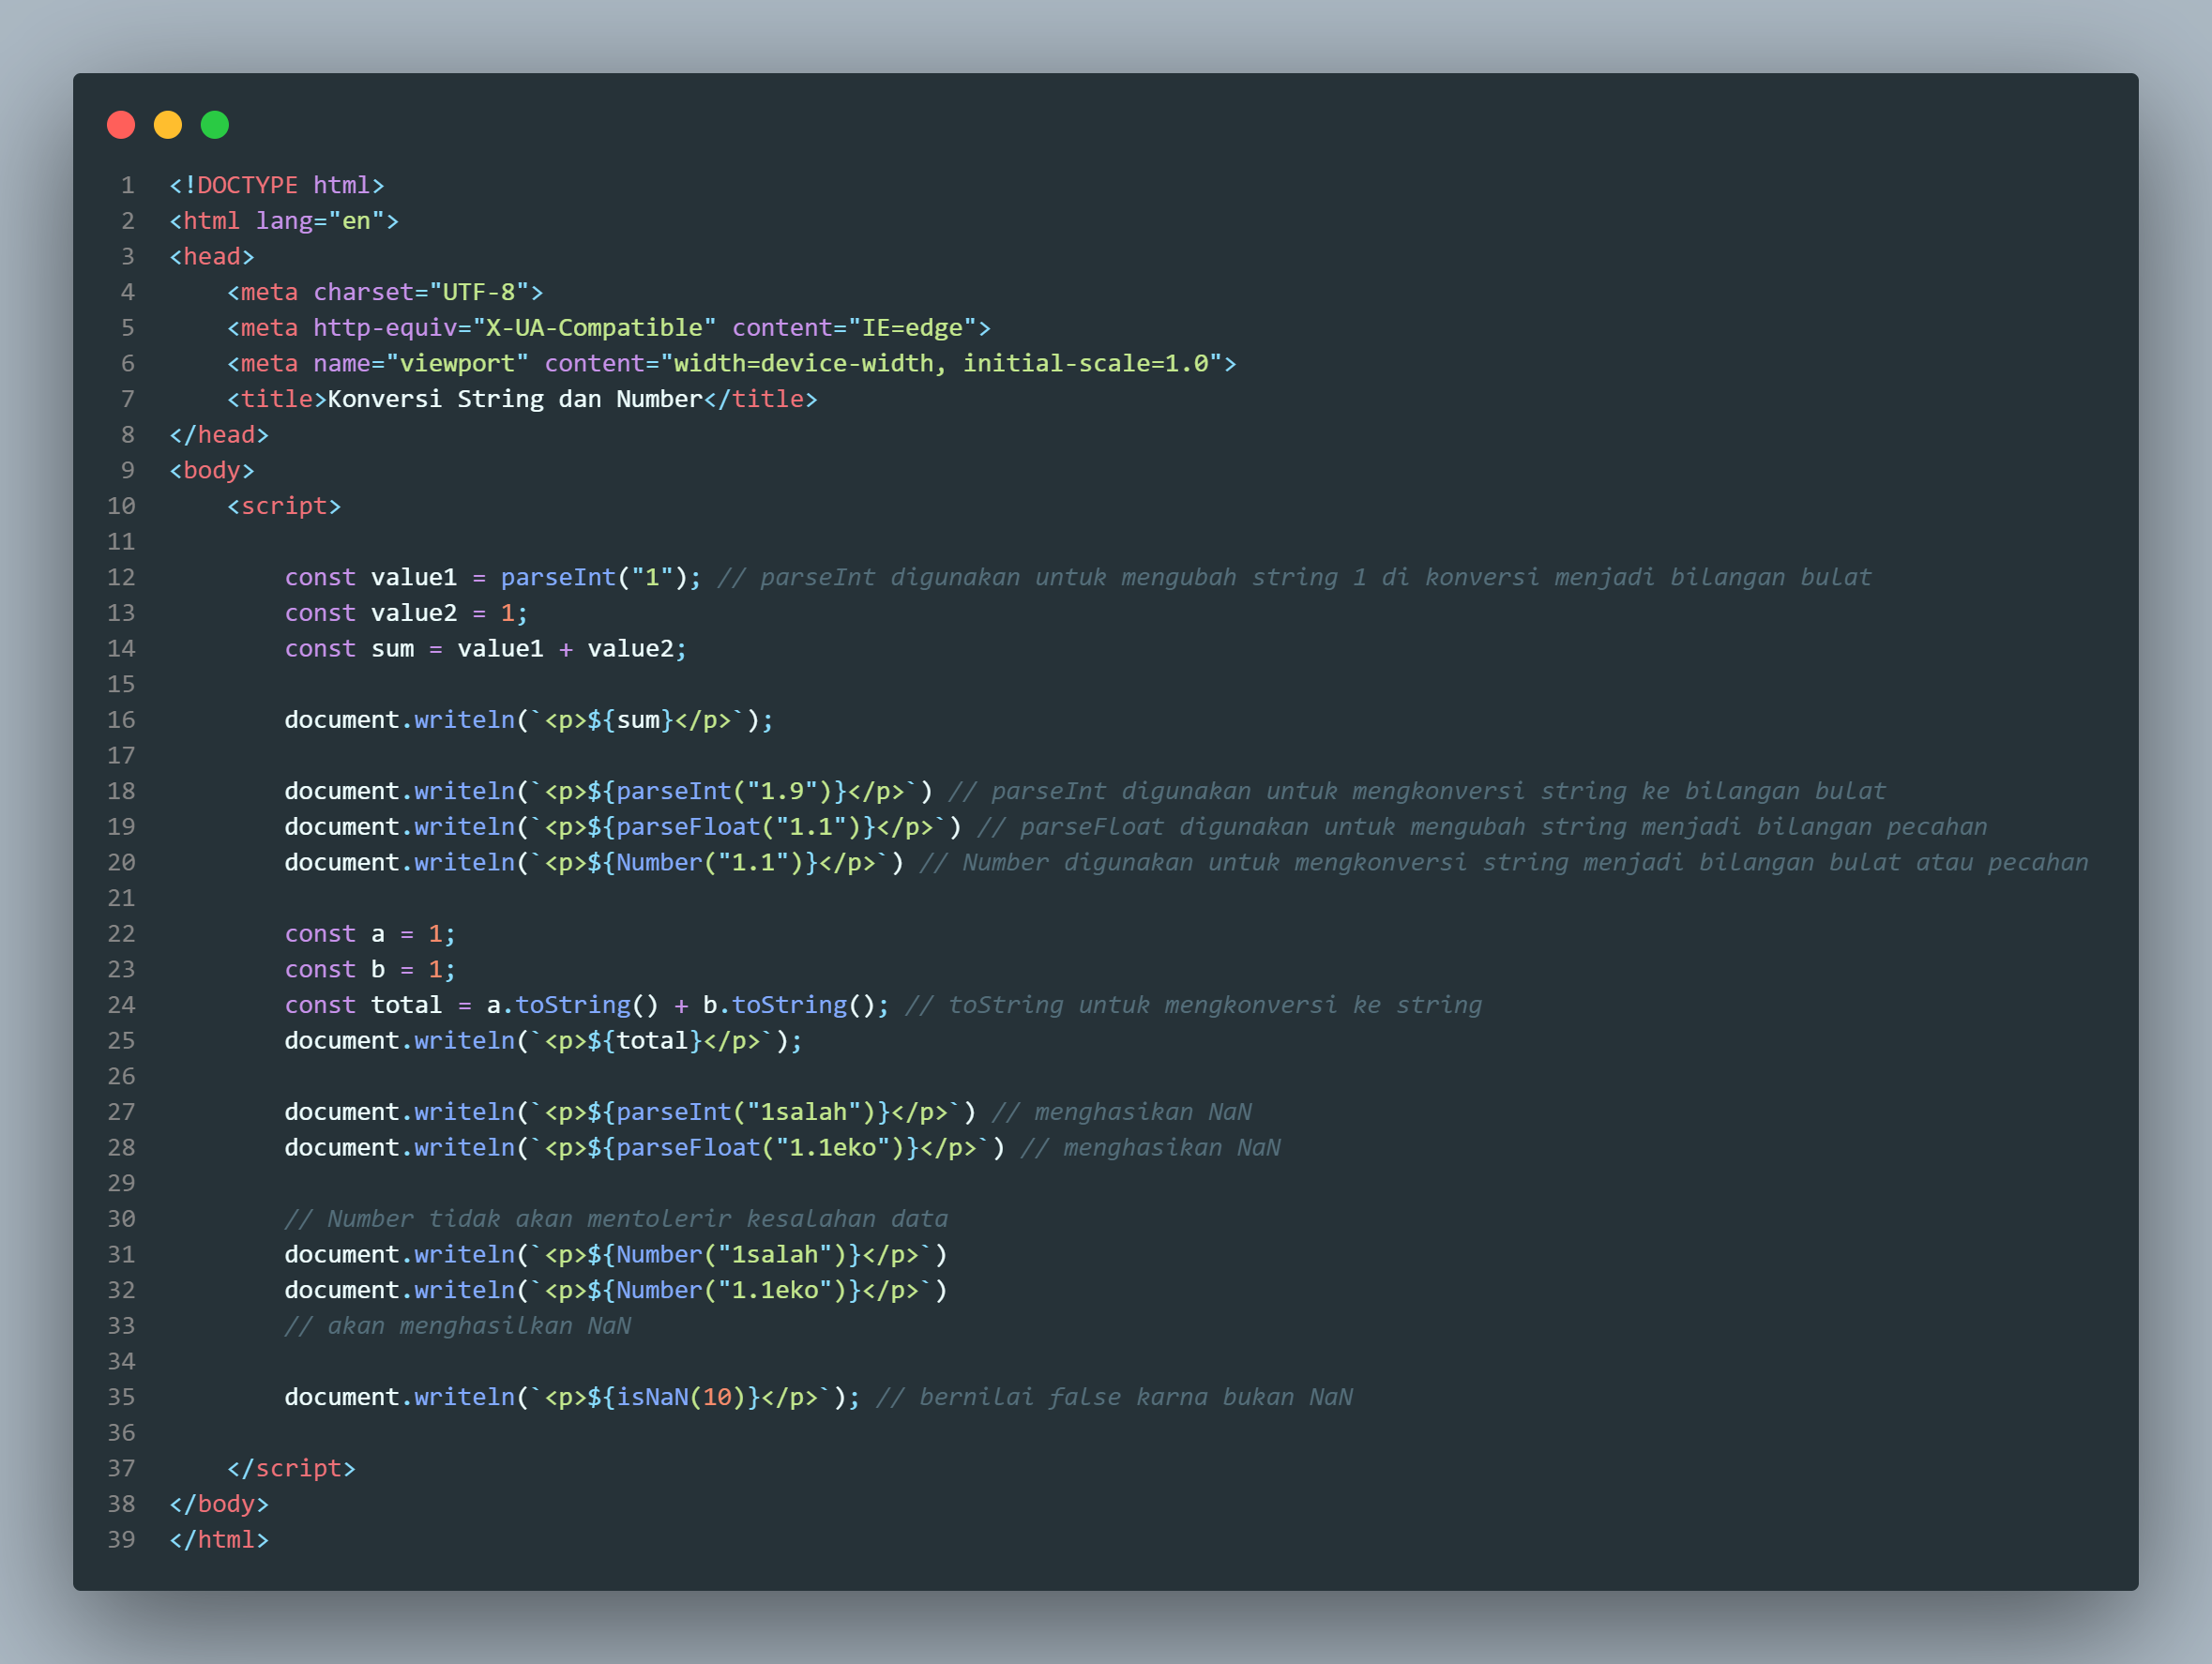 1 <!DOCTYPE html>
2 <html lang="en">
3 <head>
4     <meta charset="UTF-8">
5     <meta http-equiv="X-UA-Compatible" content="IE=edge">
6     <meta name="viewport" content="width=device-width, initial-scale=1.0">
7     <title>Konversi String dan Number</title>
8 </head>
9 <body>
10     <script>
11
12         const value1 = parseInt("1"); // parseInt digunakan untuk mengubah string 1 di konversi menjadi bilangan bulat
13         const value2 = 1;
14         const sum = value1 + value2;
15
16         document.writeln(`<p>${sum}</p>`);
17
18         document.writeln(`<p>${parseInt("1.9")}</p>`) // parseInt digunakan untuk mengkonversi string ke bilangan bulat
19         document.writeln(`<p>${parseFloat("1.1")}</p>`) // parseFloat digunakan untuk mengubah string menjadi bilangan pecahan
20         document.writeln(`<p>${Number("1.1")}</p>`) // Number digunakan untuk mengkonversi string menjadi bilangan bulat atau pecahan
21
22         const a = 1;
23         const b = 1;
24         const total = a.toString() + b.toString(); // toString untuk mengkonversi ke string
25         document.writeln(`<p>${total}</p>`);
26
27         document.writeln(`<p>${parseInt("1salah")}</p>`) // menghasikan NaN
28         document.writeln(`<p>${parseFloat("1.1eko")}</p>`) // menghasikan NaN
29
30         // Number tidak akan mentolerir kesalahan data
31         document.writeln(`<p>${Number("1salah")}</p>`)
32         document.writeln(`<p>${Number("1.1eko")}</p>`)
33         // akan menghasilkan NaN
34
35         document.writeln(`<p>${isNaN(10)}</p>`); // bernilai false karna bukan NaN
36
37     </script>
38 </body>
39 </html>